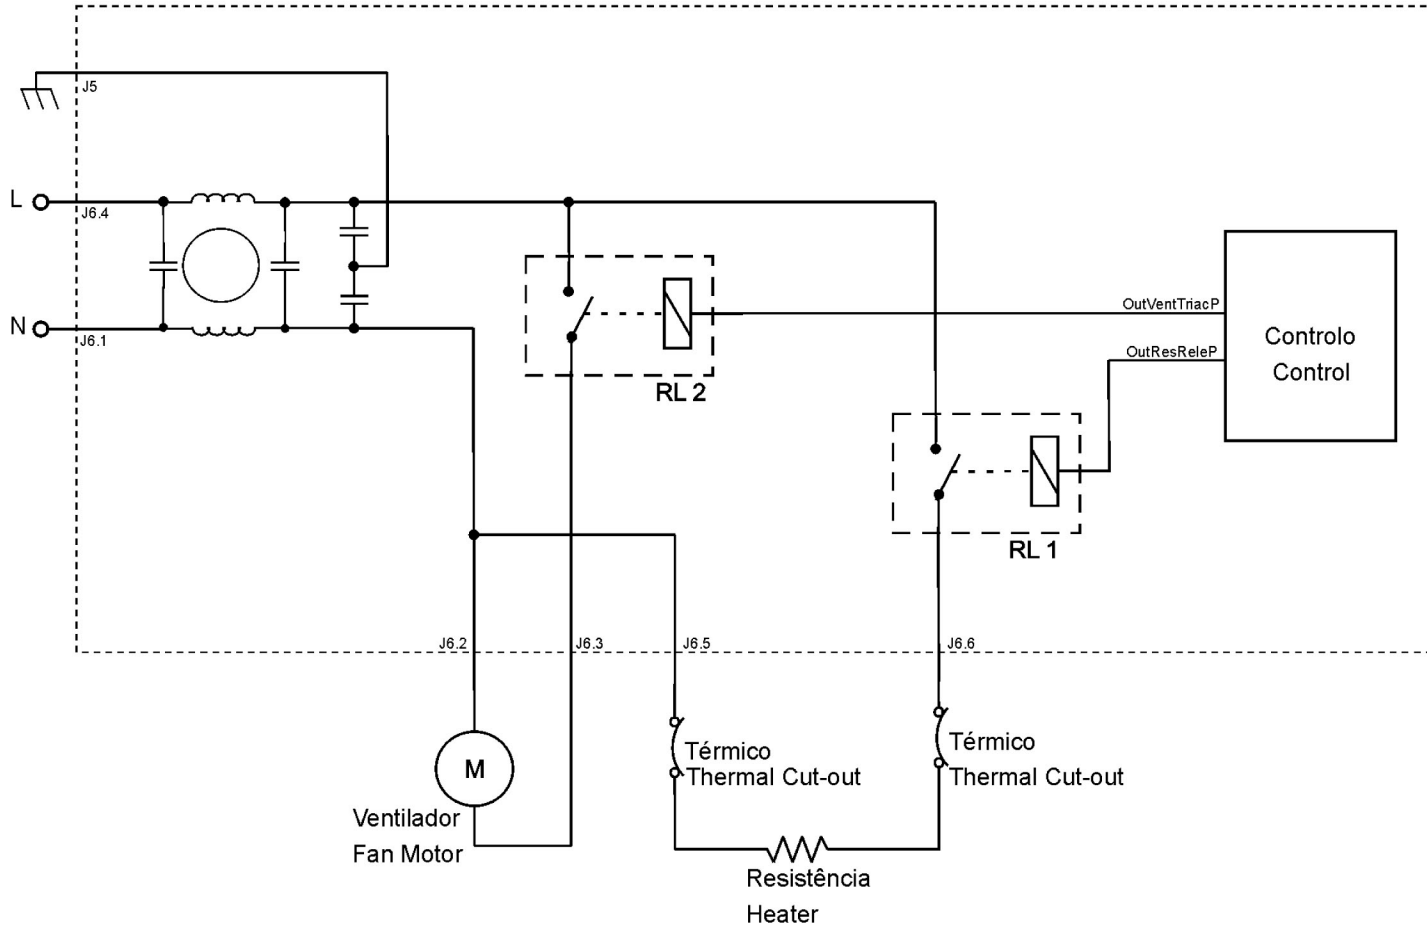 J5
L
J6.4
N
J6.1
OutVentTriacP
OutResReleP
Controlo
Control
RL 2
RL 1
J6.2
J6.3
J6.5
J6.6
M
Ventilador
Fan Motor
Térmico
Thermal Cut-out
Térmico
Thermal Cut-out
Resistência
Heater